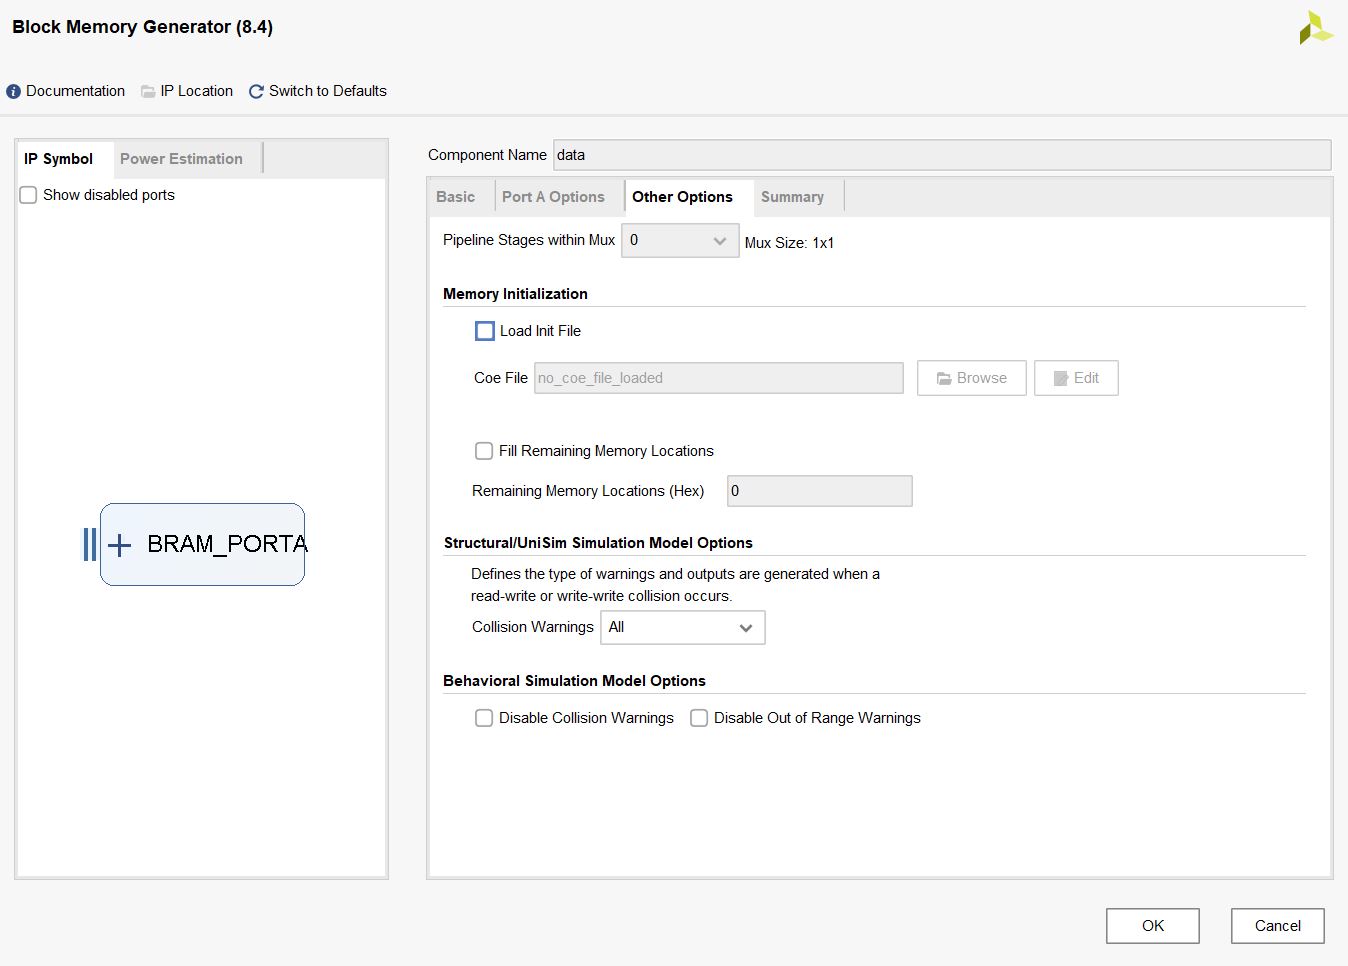 Block Memory Generator (8.4)
Documentation IP Location Switch to Defaults
IP Symbol Power Estimation
Show disabled ports
BRAM_PORTA
Component Name data
Basic Port A Options Other Options Summary
Pipeline Stages within Mux 0 Mux Size: 1x1
Memory Initialization
Load Init File
Coe File no_coe_file_loaded Browse Edit
Fill Remaining Memory Locations
Remaining Memory Locations (Hex) 0
Structural/UniSim Simulation Model Options
Defines the type of warnings and outputs are generated when a
read-write or write-write collision occurs.
Collision Warnings All
Behavioral Simulation Model Options
Disable Collision Warnings Disable Out of Range Warnings
OK Cancel